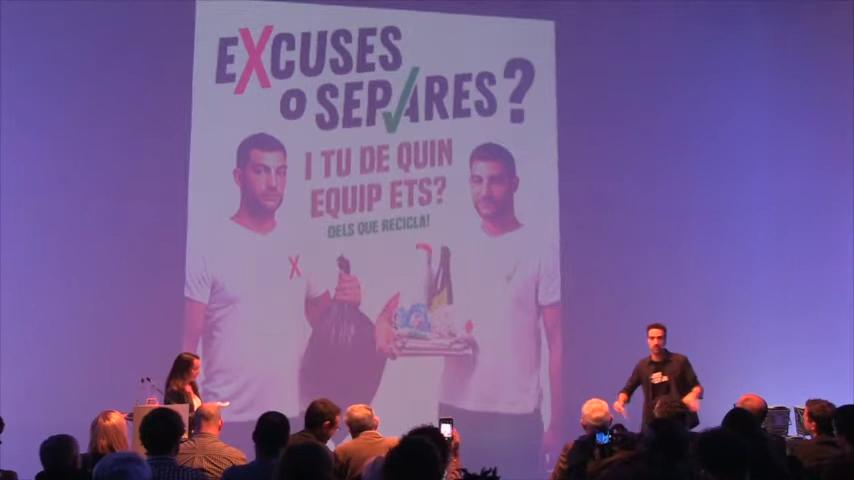 EXCUSES
O SEPARES?
I TU DE QUIN
EQUIP ETS?
DELS QUE RECICLA!
X